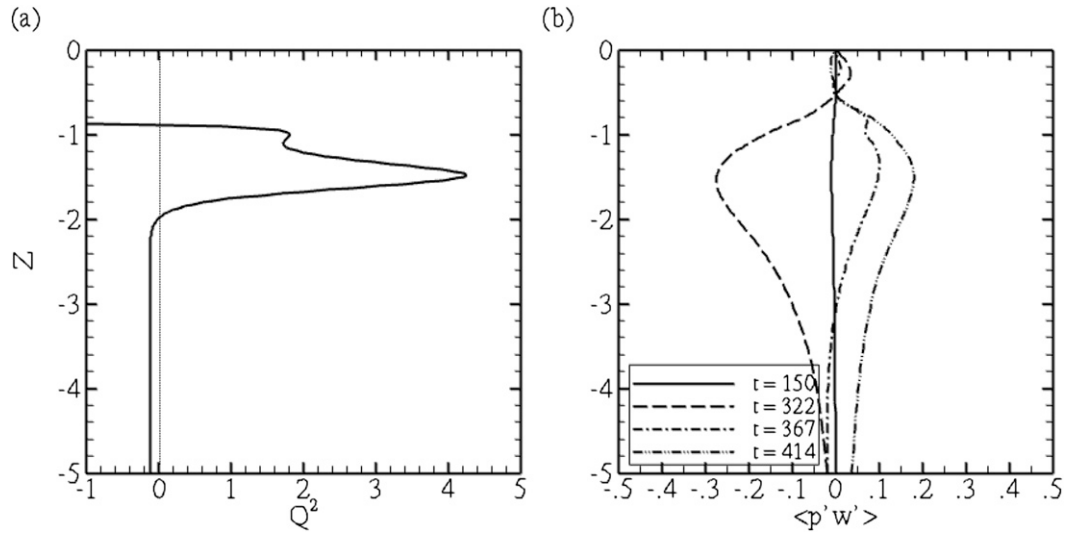 (a)
(b)
0
-1
-2
-3
-4
-5
Z
-1 0 1 2 3 4 5
Q²
0
-1
-2
-3
-4
-5
t = 150
t = 322
t = 367
t = 414
-.5 -.4 -.3 -.2 -.1 0 .1 .2 .3 .4 .5
<p'w'>